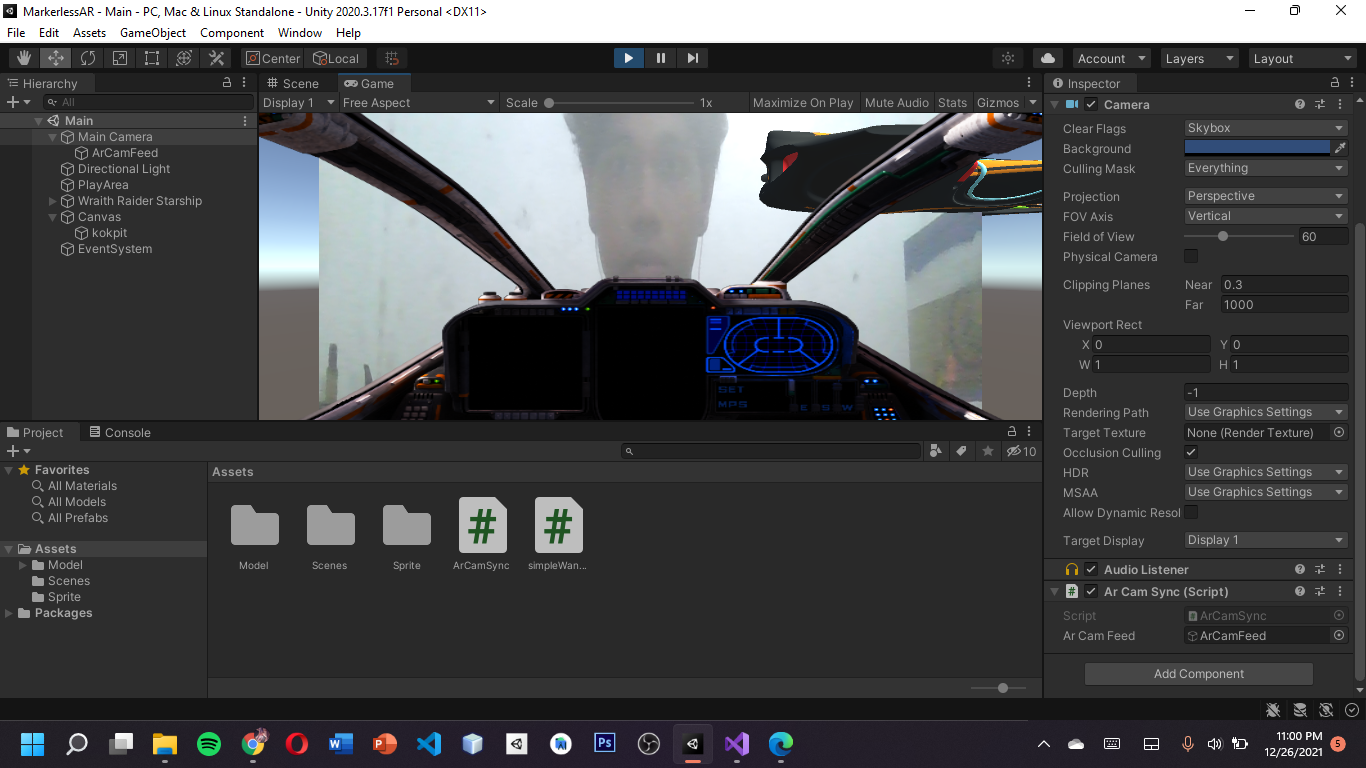 MarkerlessAR - Main - PC, Mac & Linux Standalone - Unity 2020.3.17f1 Personal <DX11>
File Edit Assets GameObject Component Window Help
Center Local Account Layers Layout
Hierarchy
All
Main
Main Camera
ArCamFeed
Directional Light
PlayArea
Wraith Raider Starship
Canvas
kokpit
EventSystem
Scene Game
Display 1 Free Aspect Scale 1x Maximize On Play Mute Audio Stats Gizmos
SET
MPS
E S W
Inspector
Camera
Clear Flags Skybox
Background
Culling Mask Everything
Projection Perspective
FOV Axis Vertical
Field of View 60
Physical Camera
Clipping Planes Near 0.3
Far 1000
Viewport Rect
X 0 Y 0
W 1 H 1
Depth -1
Rendering Path Use Graphics Settings
Target Texture None (Render Texture)
Occlusion Culling
HDR Use Graphics Settings
MSAA Use Graphics Settings
Allow Dynamic Resol
Target Display Display 1
Audio Listener
Ar Cam Sync (Script)
Script ArCamSync
Ar Cam Feed ArCamFeed
Add Component
Project Console
10
Favorites
All Materials
All Models
All Prefabs
Assets
Model
Scenes
Sprite
Packages
Assets
Model Scenes Sprite ArCamSync simpleWan...
11:00 PM
12/26/2021
5